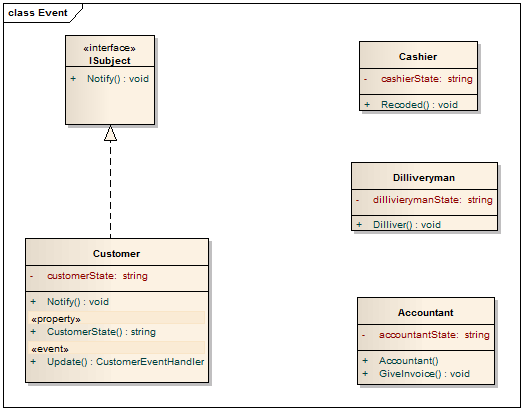 class Event
«interface»
ISubject
+ Notify() : void
Customer
- customerState: string
+ Notify() : void
«property»
+ CustomerState() : string
«event»
+ Update() : CustomerEventHandler
Cashier
- cashierState: string
+ Recoded() : void
Dilliveryman
- dillivierymanState: string
+ Dilliver() : void
Accountant
- accountantState: string
+ Accountant()
+ GiveInvoice() : void